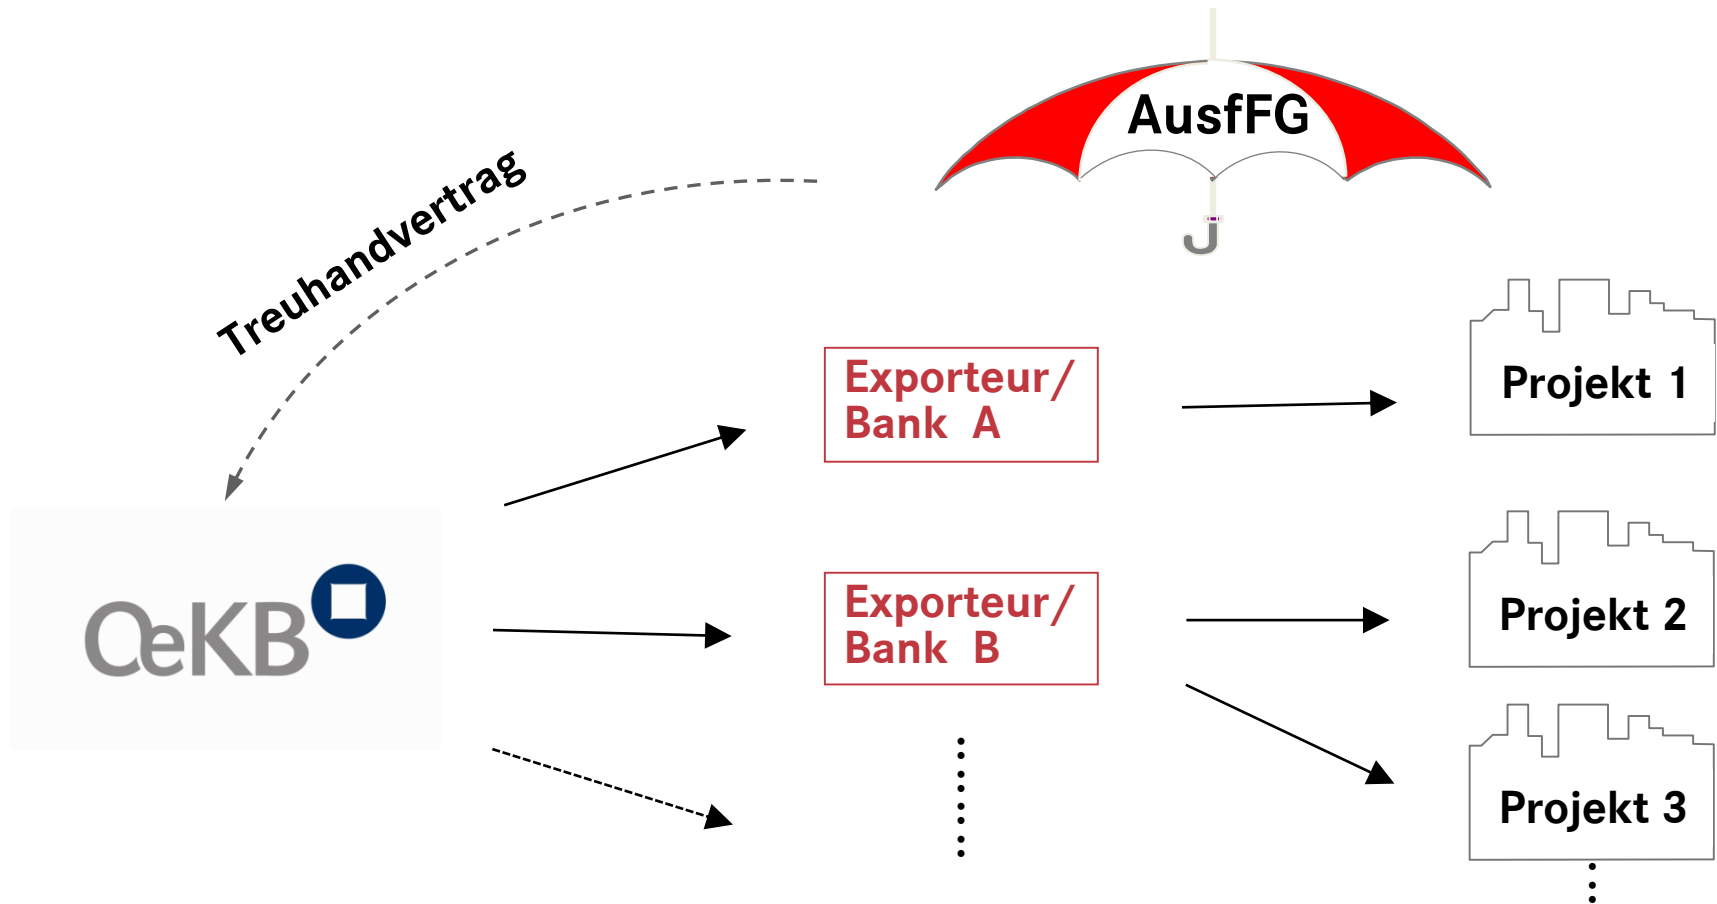 AusfFG
Treuhandvertrag
Exporteur/
Bank A
Projekt 1
OeKB
Exporteur/
Bank B
Projekt 2
Projekt 3